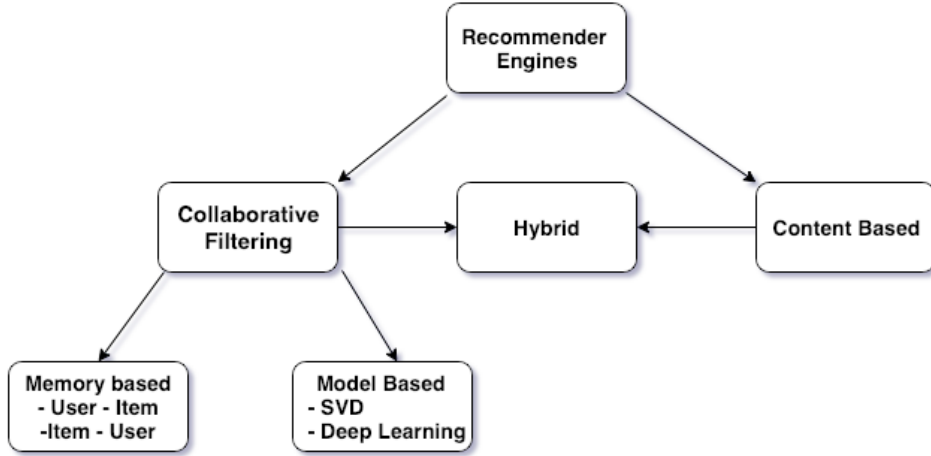 Recommender
Engines
Collaborative
Filtering
Hybrid
Content Based
Memory based
- User - Item
-Item - User
Model Based
- SVD
- Deep Learning